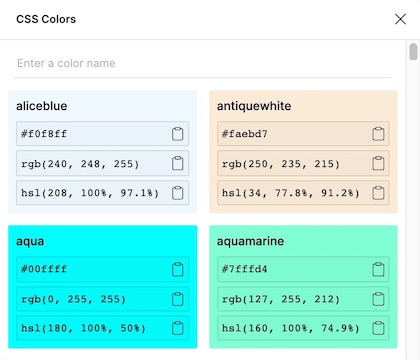 CSS Colors
Enter a color name
aliceblue
#f0f8ff
rgb(240, 248, 255)
hsl(208, 100%, 97.1%)
antiquewhite
#faebd7
rgb(250, 235, 215)
hsl(34, 77.8%, 91.2%)
aqua
#00ffff
rgb(0, 255, 255)
hsl(180, 100%, 50%)
aquamarine
#7fffd4
rgb(127, 255, 212)
hsl(160, 100%, 74.9%)